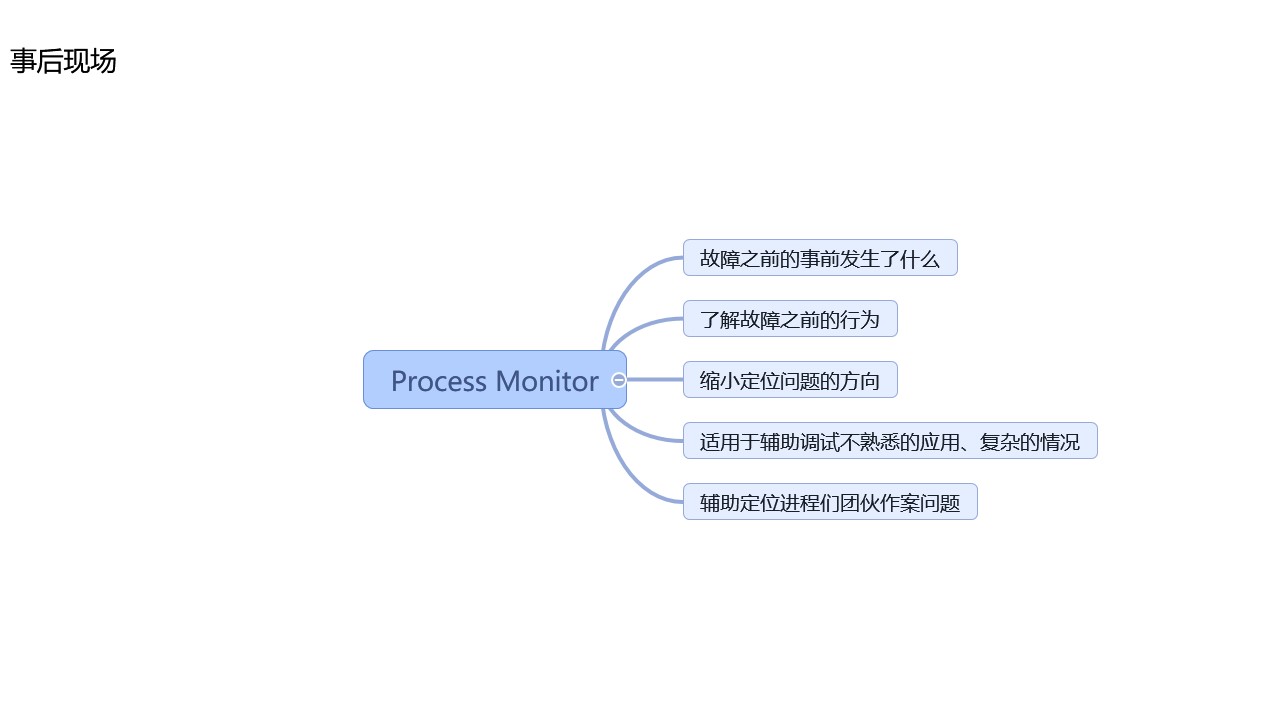 事后现场
Process Monitor
故障之前的事前发生了什么
了解故障之前的行为
缩小定位问题的方向
适用于辅助调试不熟悉的应用、复杂的情况
辅助定位进程们团伙作案问题